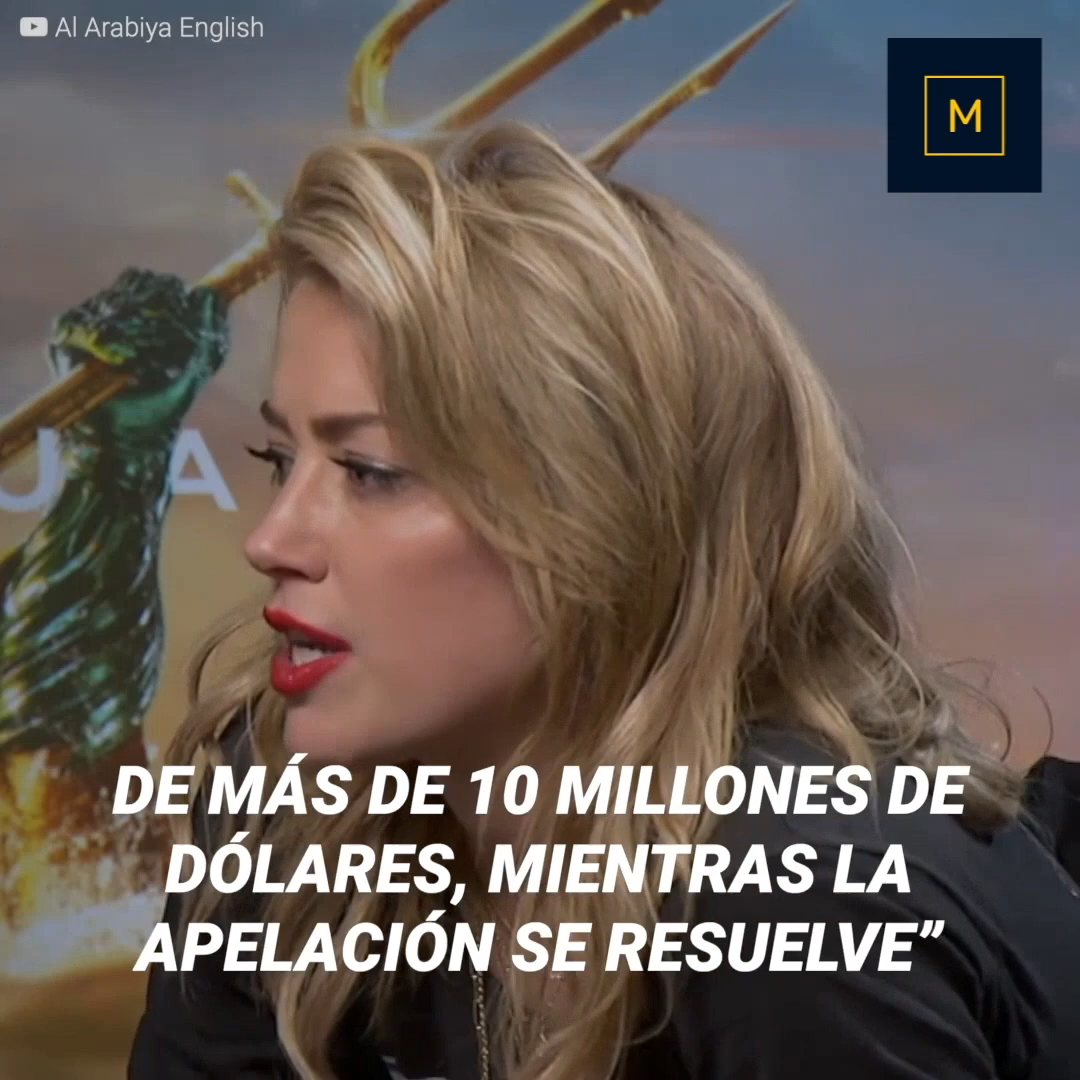 Al Arabiya English
M
U A
DE MÁS DE 10 MILLONES DE
DÓLARES, MIENTRAS LA
APELACIÓN SE RESUELVE”